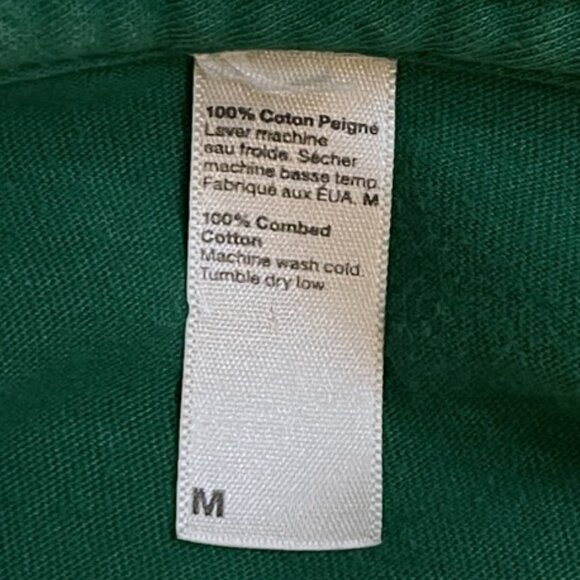 100% Coton Peigné
Laver machine
eau froide. Sécher
machine basse temp.
Fabriqué aux ÉUA. M
100% Combed
Cotton
Machine wash cold.
Tumble dry low.
M